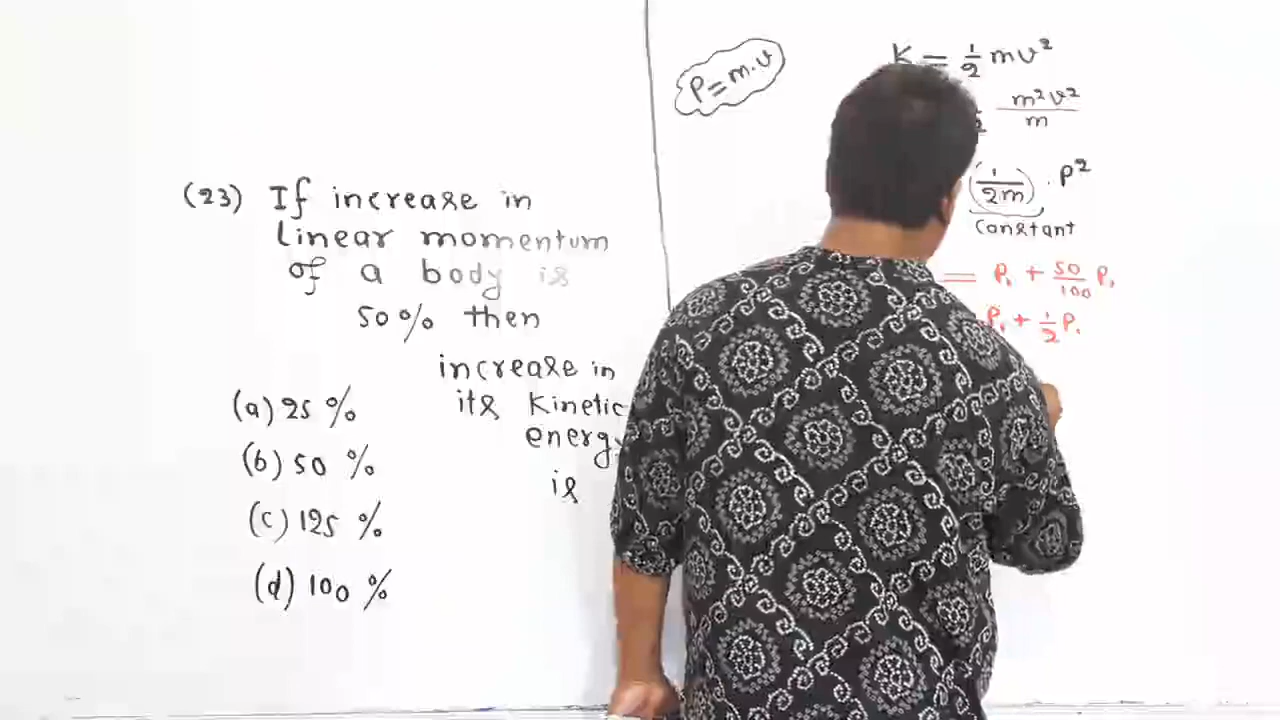 (23) If increase in
linear momentum
of a body is
50% then
increase in
its Kinetic
energy
is
(a) 25 %
(b) 50 %
(c) 125 %
(d) 100 %
P = m.v
K = 1/2 mv²
m²v²/m
(1/2m) . P²
constant
= P₁ + 50/100 P₁
P₁ + 1/2 P₁